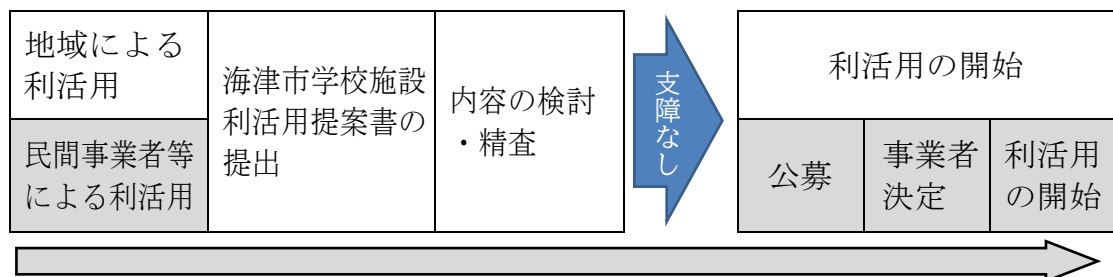 地域による
利活用
民間事業者等
による利活用
海津市学校施設
利活用提案書の
提出
内容の検討
・精査
支障なし
利活用の開始
公募
事業者
決定
利活用
の開始